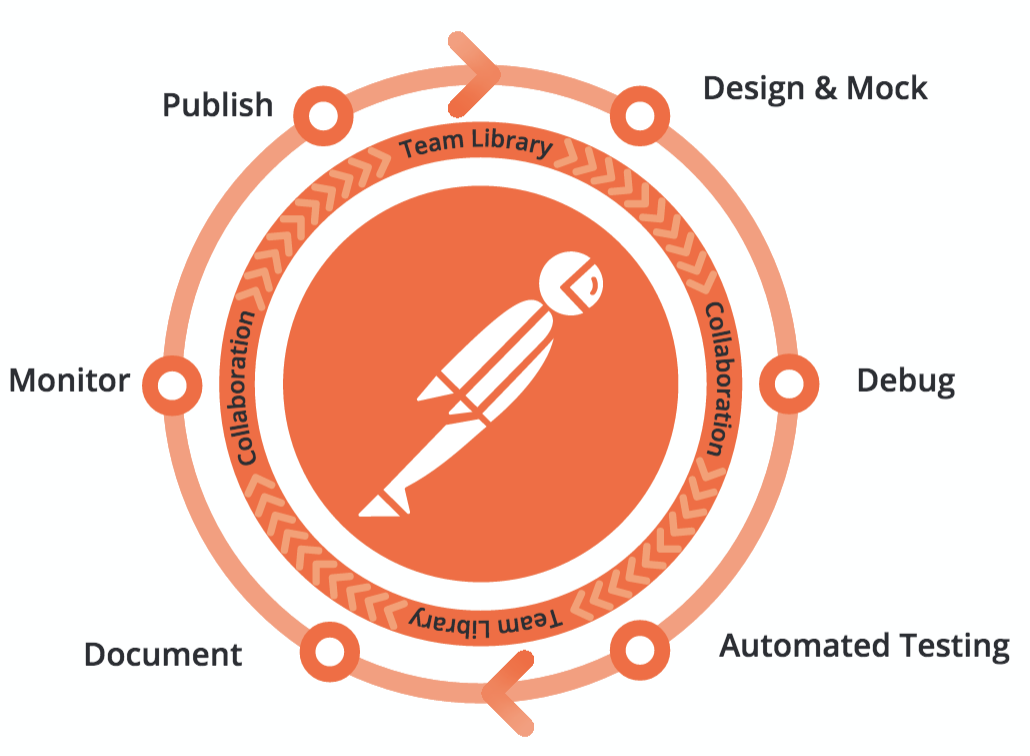 Publish
Design & Mock
Team Library
Collaboration
Collaboration
Monitor
Debug
Team Library
Document
Automated Testing